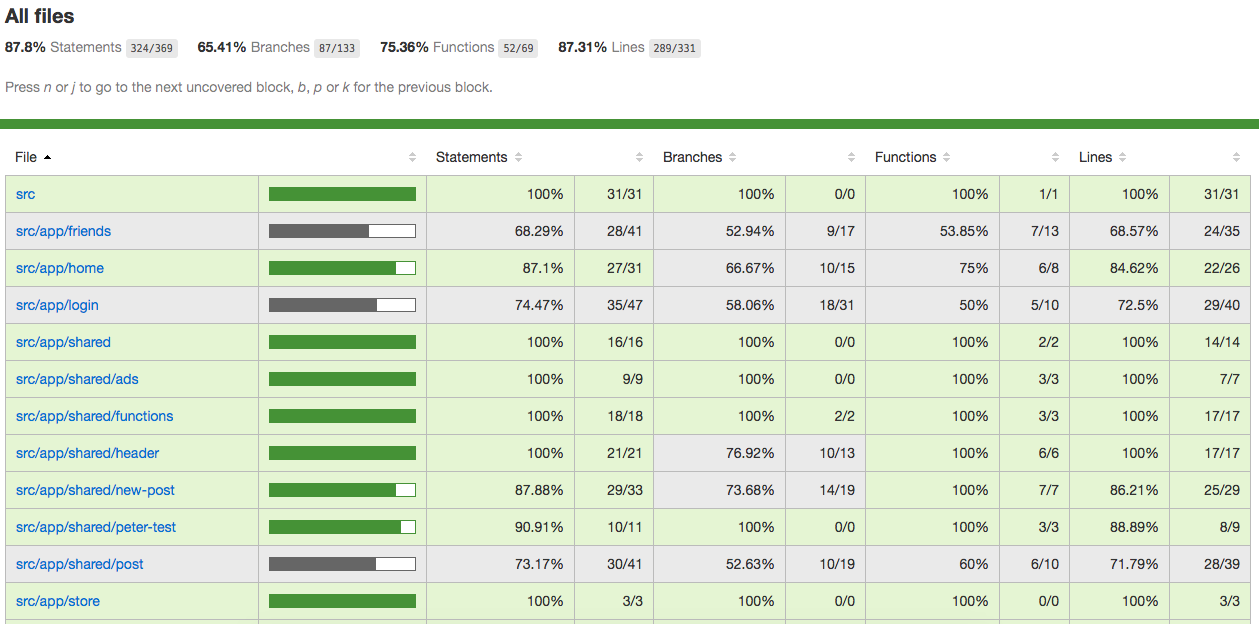 All files
87.8% Statements 324/369 65.41% Branches 87/133 75.36% Functions 52/69 87.31% Lines 289/331
Press n or j to go to the next uncovered block, b, p or k for the previous block.
File Statements Branches Functions Lines
src 100% 31/31 100% 0/0 100% 1/1 100% 31/31
src/app/friends 68.29% 28/41 52.94% 9/17 53.85% 7/13 68.57% 24/35
src/app/home 87.1% 27/31 66.67% 10/15 75% 6/8 84.62% 22/26
src/app/login 74.47% 35/47 58.06% 18/31 50% 5/10 72.5% 29/40
src/app/shared 100% 16/16 100% 0/0 100% 2/2 100% 14/14
src/app/shared/ads 100% 9/9 100% 0/0 100% 3/3 100% 7/7
src/app/shared/functions 100% 18/18 100% 2/2 100% 3/3 100% 17/17
src/app/shared/header 100% 21/21 76.92% 10/13 100% 6/6 100% 17/17
src/app/shared/new-post 87.88% 29/33 73.68% 14/19 100% 7/7 86.21% 25/29
src/app/shared/peter-test 90.91% 10/11 100% 0/0 100% 3/3 88.89% 8/9
src/app/shared/post 73.17% 30/41 52.63% 10/19 60% 6/10 71.79% 28/39
src/app/store 100% 3/3 100% 0/0 100% 0/0 100% 3/3